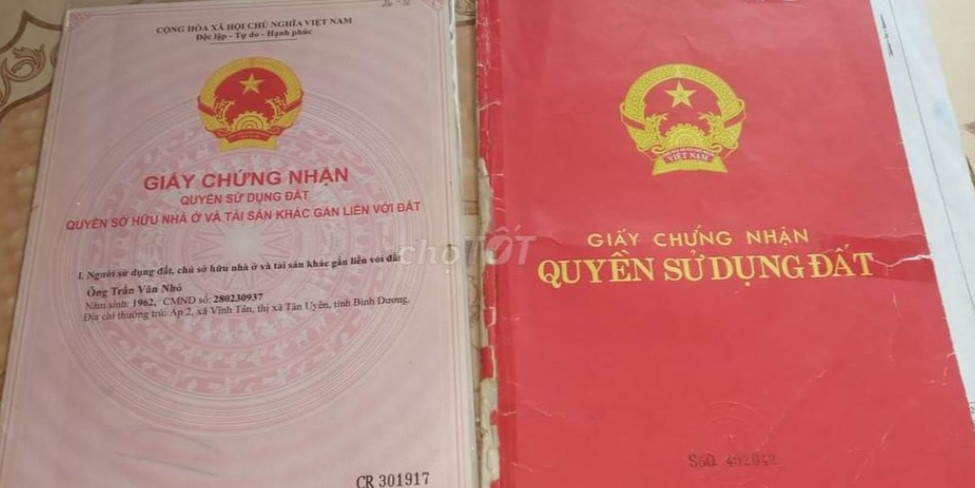 CỘNG HÒA XÃ HỘI CHỦ NGHĨA VIỆT NAM
Độc lập - Tự do - Hạnh phúc
GIẤY CHỨNG NHẬN
QUYỀN SỬ DỤNG ĐẤT
QUYỀN SỞ HỮU NHÀ Ở VÀ TÀI SẢN KHÁC GẮN LIỀN VỚI ĐẤT
I. Người sử dụng đất, chủ sở hữu nhà ở và tài sản khác gắn liền với đất
Ông Trần Văn Nhỏ
Năm sinh: 1962, CMND số: 280230937
Địa chỉ thường trú: Ấp 2, xã Vĩnh Tân, thị xã Tân Uyên, tỉnh Bình Dương.
CR 301917
chợTỐT
VIỆT NAM
GIẤY CHỨNG NHẬN
QUYỀN SỬ DỤNG ĐẤT